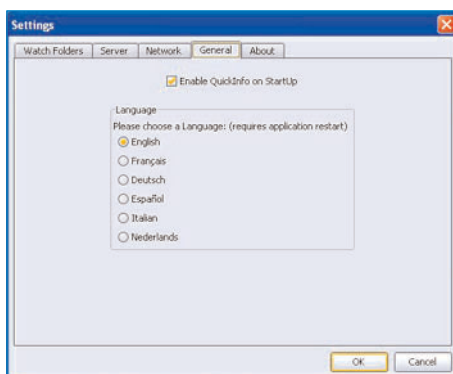 Settings
Watch Folders Server Network General About
Enable QuickInfo on StartUp
Language
Please choose a Language: (requires application restart)
English
Français
Deutsch
Español
Italian
Nederlands
OK Cancel